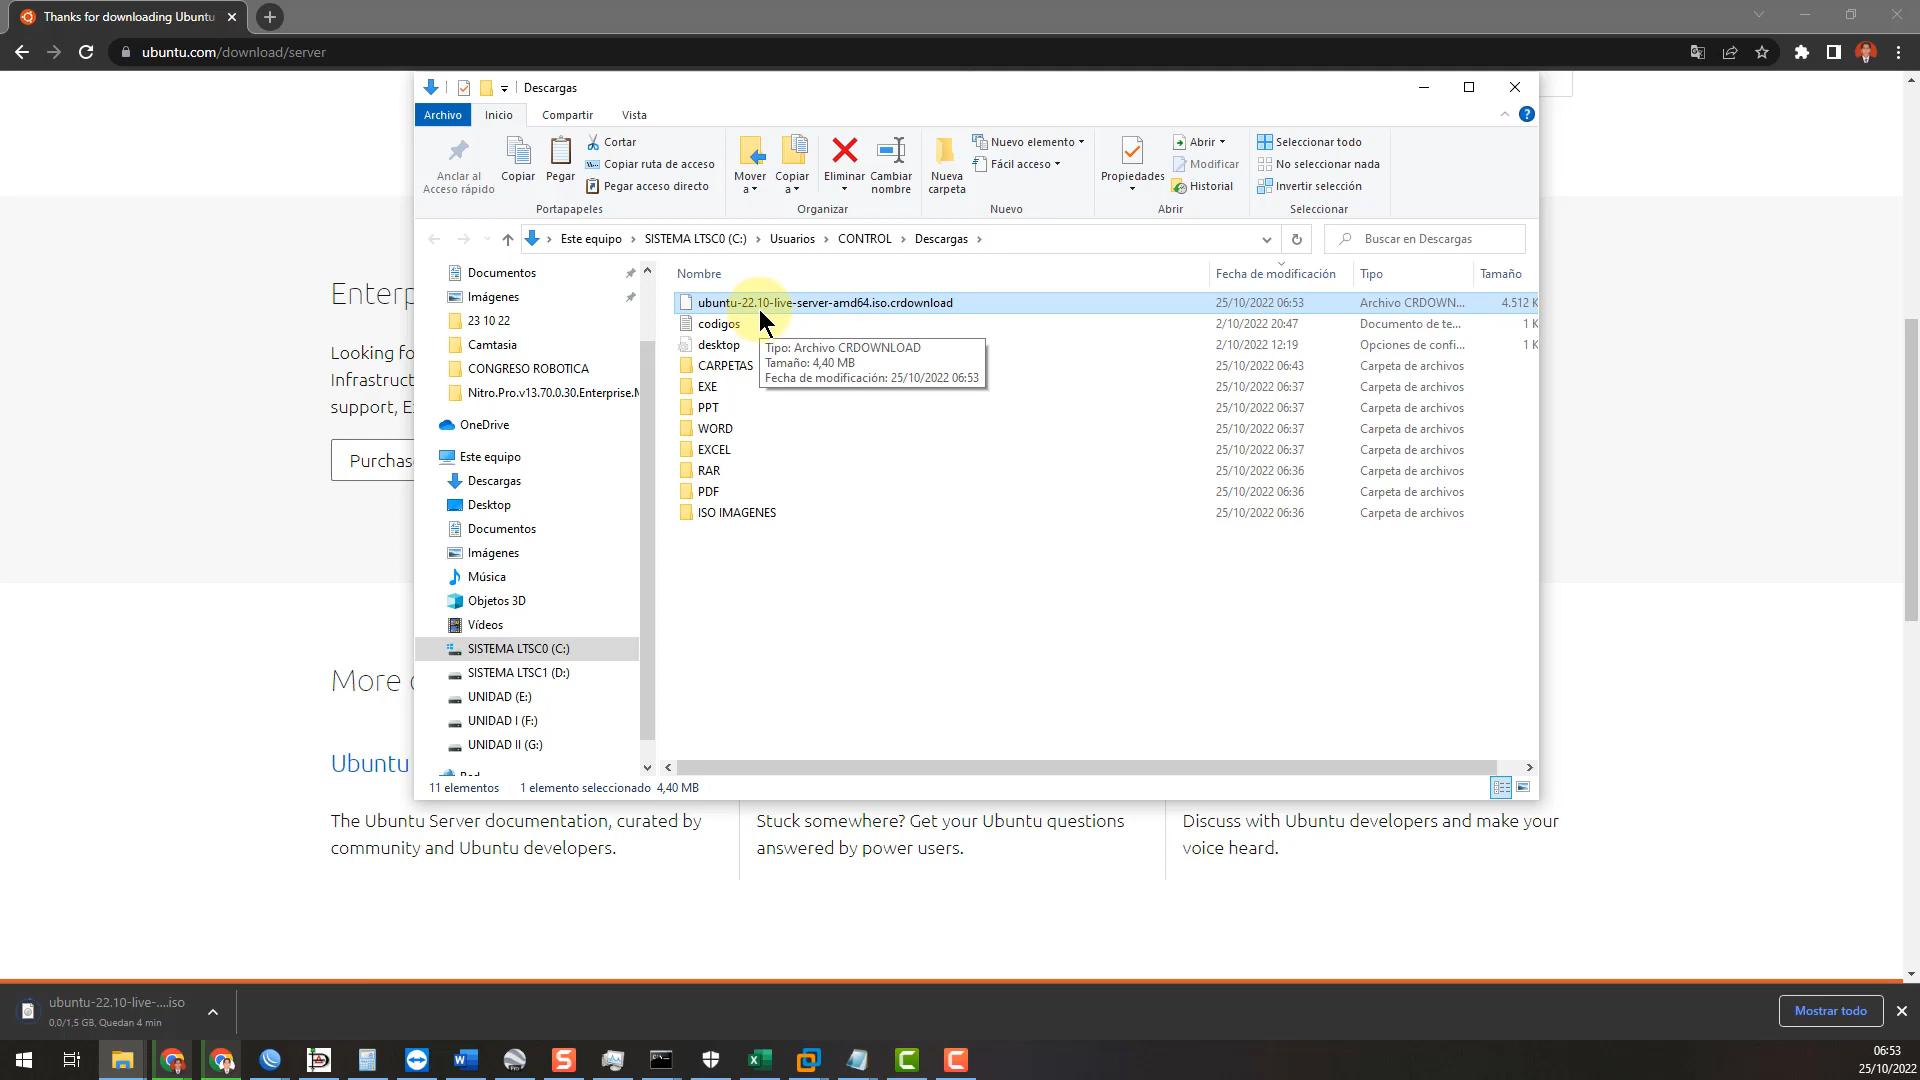 Thanks for downloading Ubuntu
ubuntu.com/download/server
Descargas
Archivo
Inicio
Compartir
Vista
Anclar al
Acceso rápido
Copiar
Pegar
Cortar
Copiar ruta de acceso
Pegar acceso directo
Portapapeles
Mover
a
Copiar
a
Eliminar
Cambiar
nombre
Organizar
Nueva
carpeta
Nuevo elemento
Fácil acceso
Nuevo
Propiedades
Abrir
Modificar
Historial
Abrir
Seleccionar todo
No seleccionar nada
Invertir selección
Seleccionar
Este equipo > SISTEMA LTSC0 (C:) > Usuarios > CONTROL > Descargas >
Buscar en Descargas
Documentos
Imágenes
23 10 22
Camtasia
CONGRESO ROBOTICA
Nitro.Pro.v13.70.0.30.Enterprise.
OneDrive
Este equipo
Descargas
Desktop
Documentos
Imágenes
Música
Objetos 3D
Vídeos
SISTEMA LTSC0 (C:)
SISTEMA LTSC1 (D:)
UNIDAD (E:)
UNIDAD I (F:)
UNIDAD II (G:)
Nombre Fecha de modificación Tipo Tamaño
ubuntu-22.10-live-server-amd64.iso.crdownload 25/10/2022 06:53 Archivo CRDOWN... 4.512 K
codigos 2/10/2022 20:47 Documento de te... 1 K
desktop 2/10/2022 12:19 Opciones de confi... 1 K
CARPETAS 25/10/2022 06:43 Carpeta de archivos
EXE 25/10/2022 06:37 Carpeta de archivos
PPT 25/10/2022 06:37 Carpeta de archivos
WORD 25/10/2022 06:37 Carpeta de archivos
EXCEL 25/10/2022 06:37 Carpeta de archivos
RAR 25/10/2022 06:36 Carpeta de archivos
PDF 25/10/2022 06:36 Carpeta de archivos
ISO IMAGENES 25/10/2022 06:36 Carpeta de archivos
Tipo: Archivo CRDOWNLOAD
Tamaño: 4,40 MB
Fecha de modificación: 25/10/2022 06:53
11 elementos 1 elemento seleccionado 4,40 MB
Enterp
Looking fo
Infrastruct
support, E
Purchas
More
Ubuntu
The Ubuntu Server documentation, curated by
community and Ubuntu developers.
Stuck somewhere? Get your Ubuntu questions
answered by power users.
Discuss with Ubuntu developers and make your
voice heard.
ubuntu-22.10-live-....iso
0,0/1,5 GB, Quedan 4 min
Mostrar todo
06:53
25/10/2022